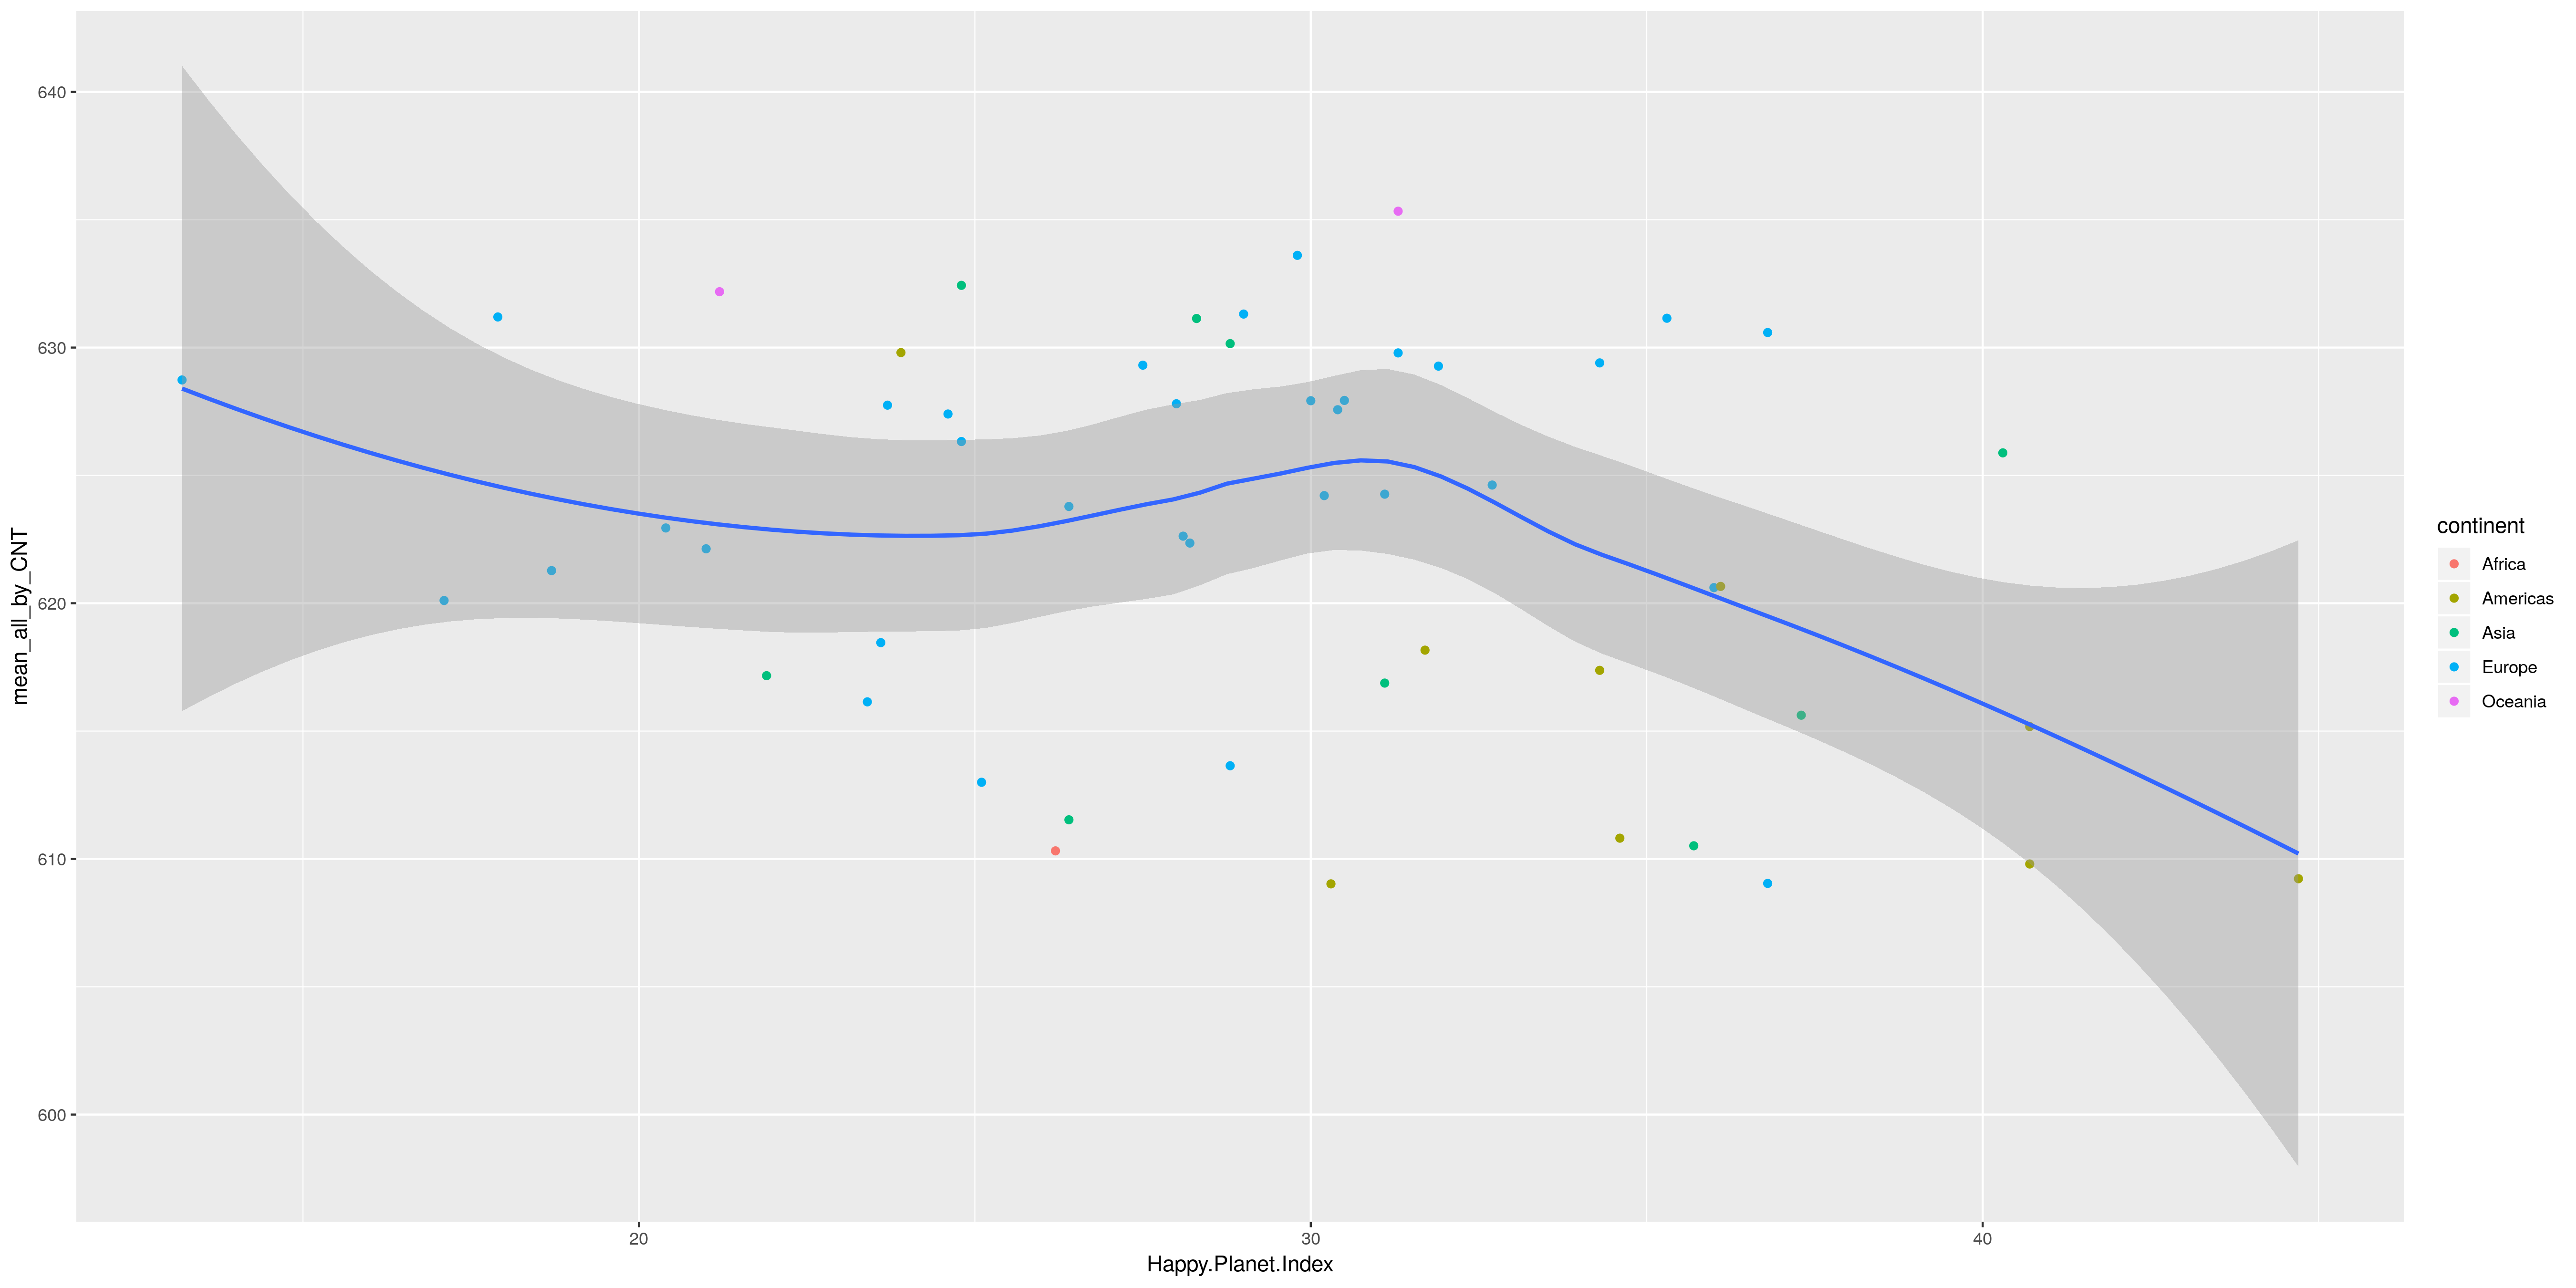 mean_all_by_CNT
640
630
620
610
600
20
30
40
Happy.Planet.Index
continent
Africa
Americas
Asia
Europe
Oceania